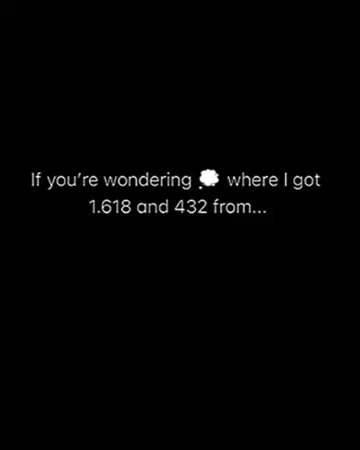 If you're wondering 💭 where I got
1.618 and 432 from...